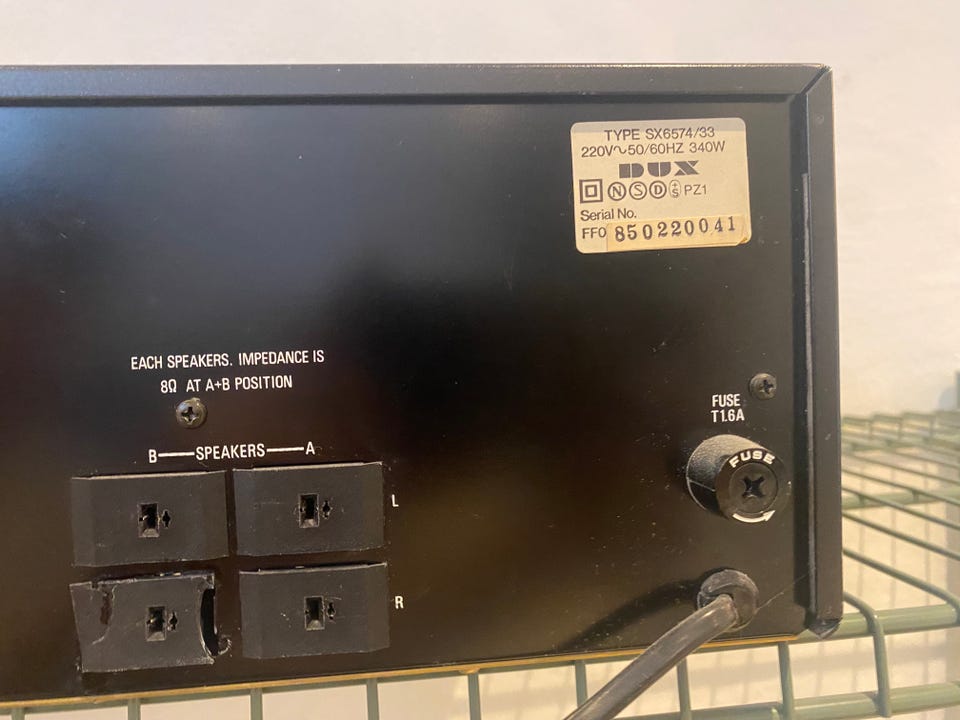 TYPE SX6574/33
220V~50/60HZ 340W
DUX
N S D +S PZ1
Serial No.
FFO 850220041
EACH SPEAKERS. IMPEDANCE IS
8Ω AT A+B POSITION
B—SPEAKERS—A
L
R
FUSE
T1.6A
FUSE